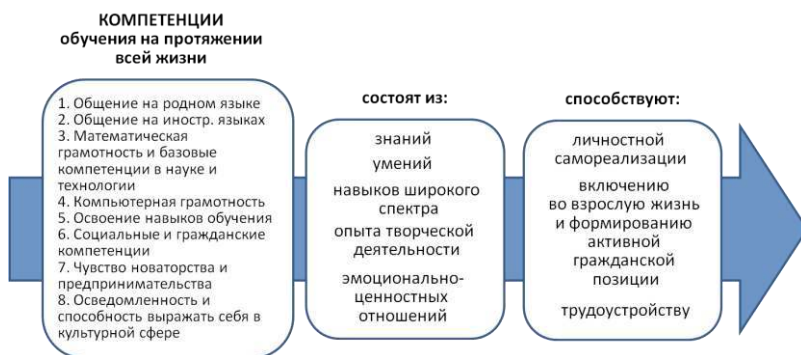 КОМПЕТЕНЦИИ
обучения на протяжении
всей жизни
1. Общение на родном языке
2. Общение на иностр. языках
3. Математическая
грамотность и базовые
компетенции в науке и
технологии
4. Компьютерная грамотность
5. Освоение навыков обучения
6. Социальные и гражданские
компетенции
7. Чувство новаторства и
предпринимательства
8. Осведомленность и
способность выражать себя в
культурной сфере
состоят из:
знаний
умений
навыков широкого
спектра
опыта творческой
деятельности
эмоционально-
ценностных
отношений
способствуют:
личностной
самореализации
включению
во взрослую жизнь
и формированию
активной
гражданской
позиции
трудоустройству